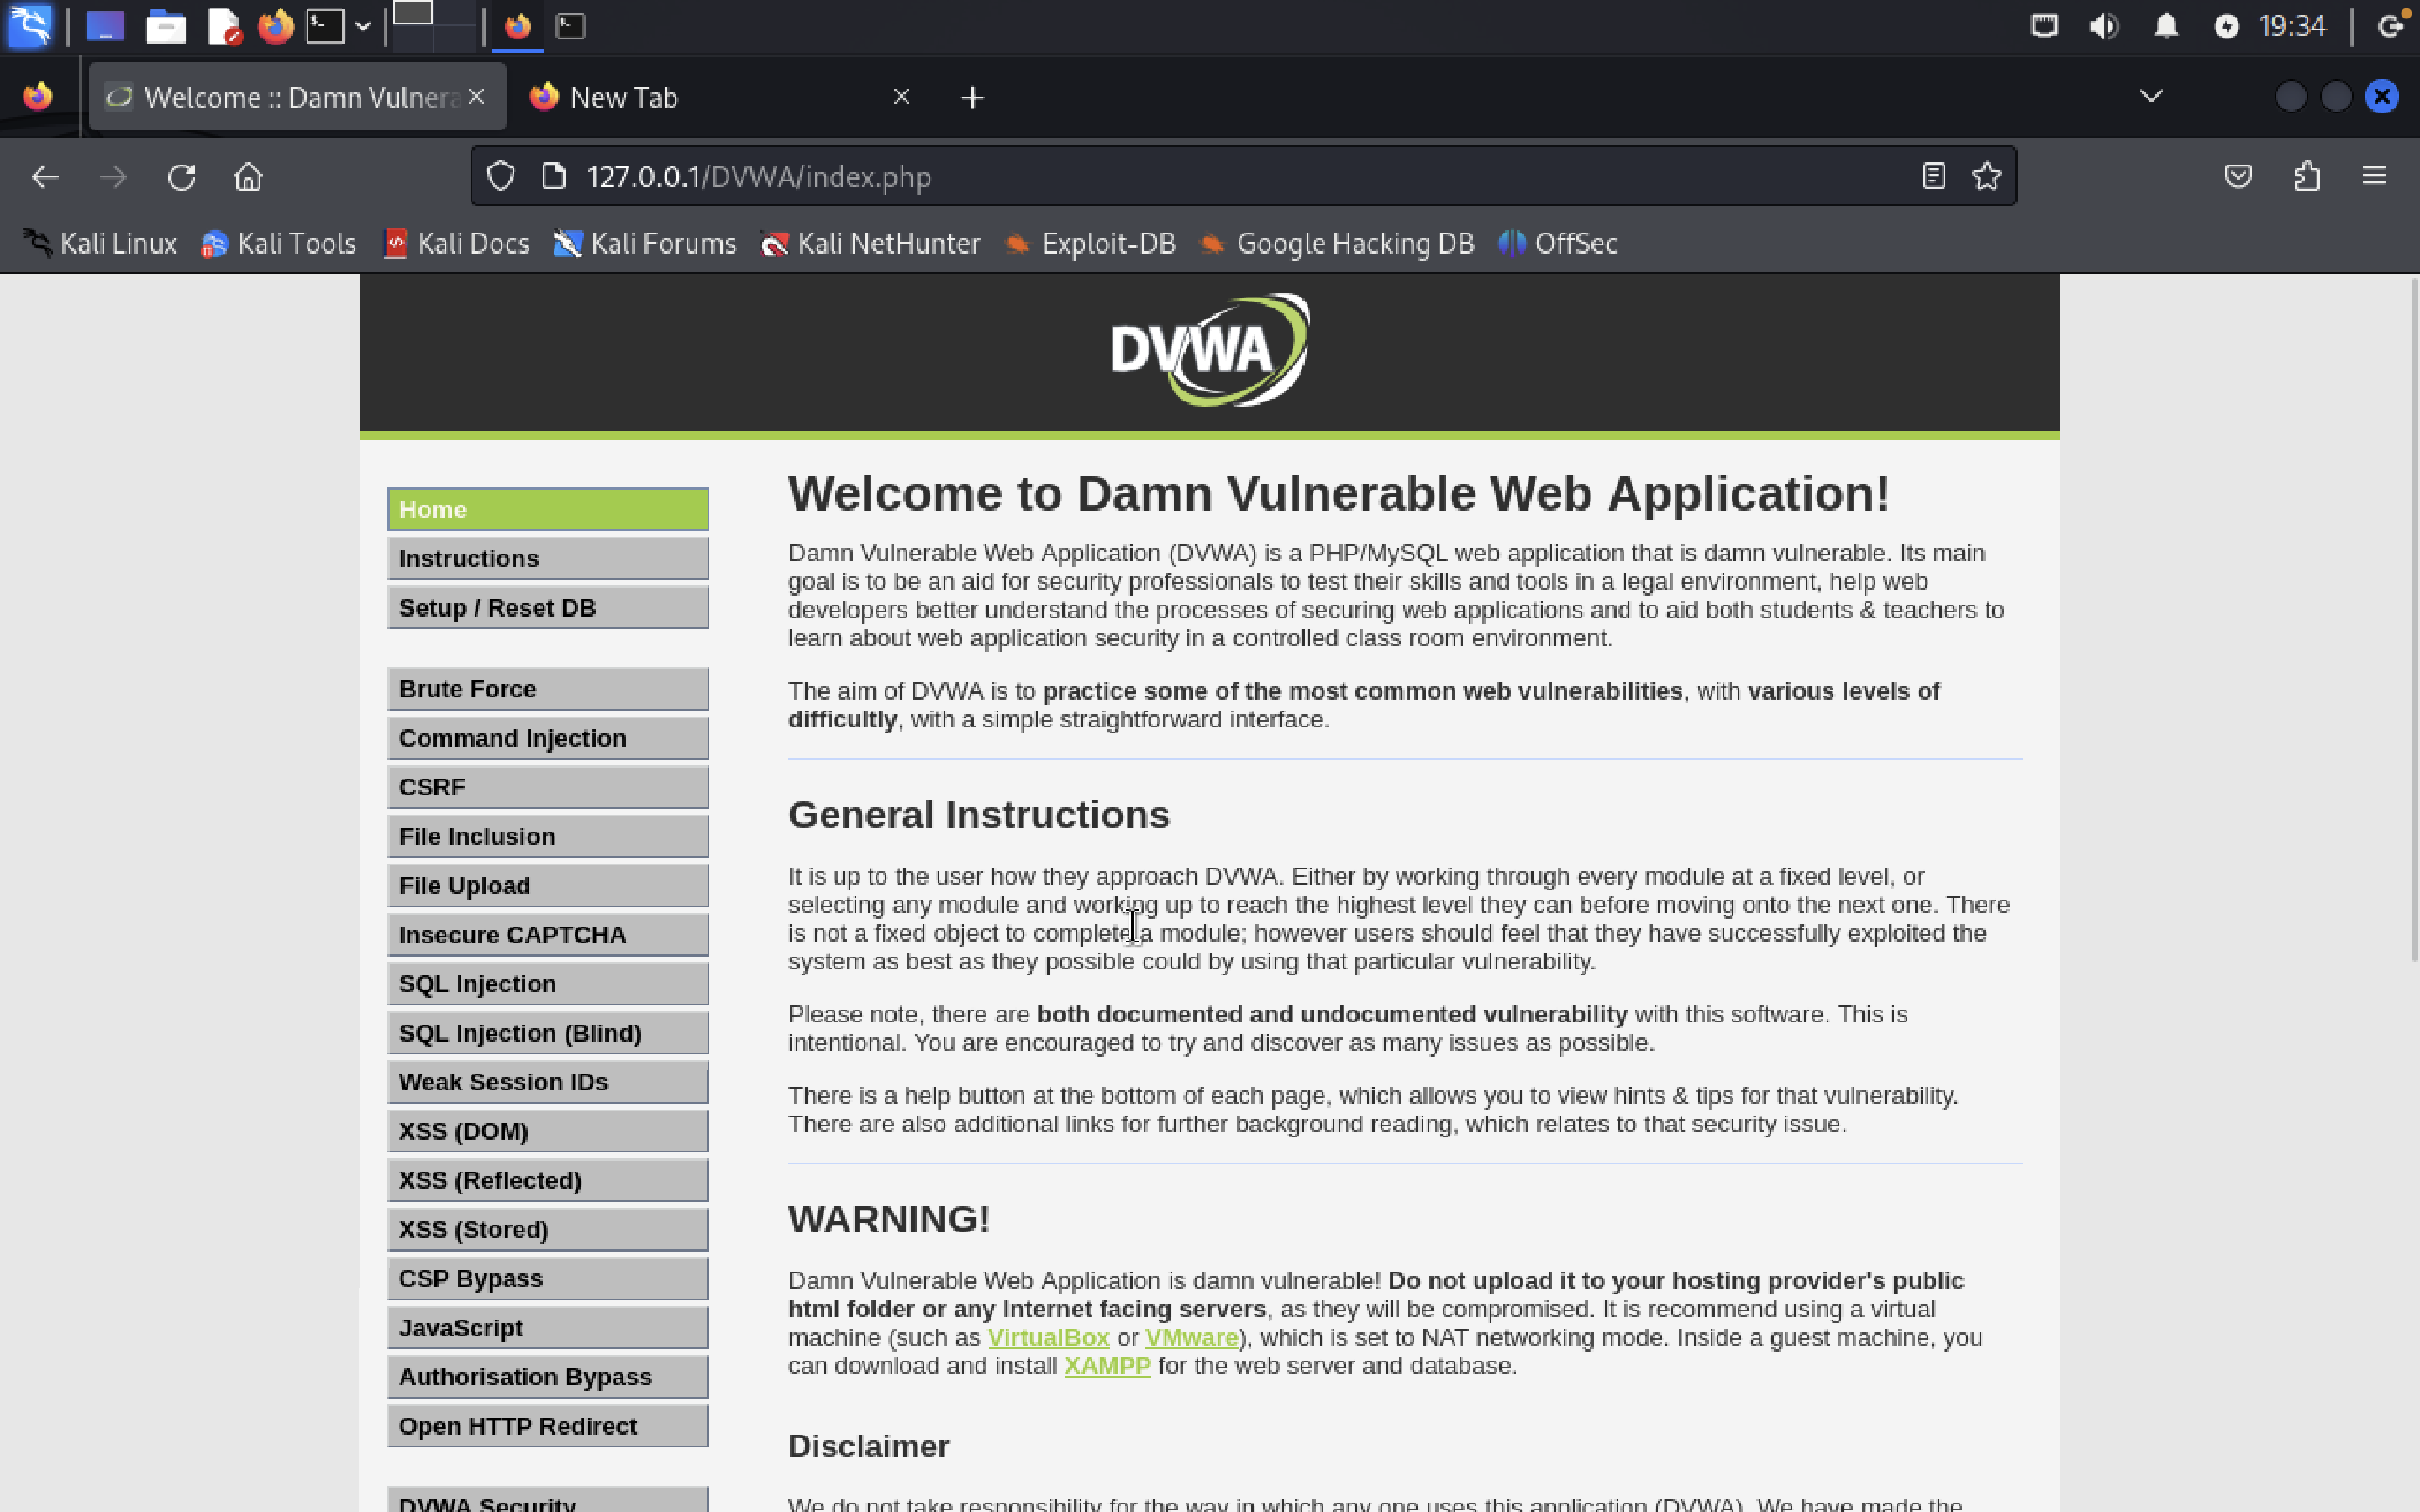 19:34
Welcome :: Damn Vulnera
New Tab
127.0.0.1/DVWA/index.php
Kali Linux Kali Tools Kali Docs Kali Forums Kali NetHunter Exploit-DB Google Hacking DB OffSec
DVWA
Home
Instructions
Setup / Reset DB
Brute Force
Command Injection
CSRF
File Inclusion
File Upload
Insecure CAPTCHA
SQL Injection
SQL Injection (Blind)
Weak Session IDs
XSS (DOM)
XSS (Reflected)
XSS (Stored)
CSP Bypass
JavaScript
Authorisation Bypass
Open HTTP Redirect
DVWA Security
Welcome to Damn Vulnerable Web Application!
Damn Vulnerable Web Application (DVWA) is a PHP/MySQL web application that is damn vulnerable. Its main
goal is to be an aid for security professionals to test their skills and tools in a legal environment, help web
developers better understand the processes of securing web applications and to aid both students & teachers to
learn about web application security in a controlled class room environment.
The aim of DVWA is to practice some of the most common web vulnerabilities, with various levels of
difficultly, with a simple straightforward interface.
General Instructions
It is up to the user how they approach DVWA. Either by working through every module at a fixed level, or
selecting any module and working up to reach the highest level they can before moving onto the next one. There
is not a fixed object to complete a module; however users should feel that they have successfully exploited the
system as best as they possible could by using that particular vulnerability.
Please note, there are both documented and undocumented vulnerability with this software. This is
intentional. You are encouraged to try and discover as many issues as possible.
There is a help button at the bottom of each page, which allows you to view hints & tips for that vulnerability.
There are also additional links for further background reading, which relates to that security issue.
WARNING!
Damn Vulnerable Web Application is damn vulnerable! Do not upload it to your hosting provider's public
html folder or any Internet facing servers, as they will be compromised. It is recommend using a virtual
machine (such as VirtualBox or VMware), which is set to NAT networking mode. Inside a guest machine, you
can download and install XAMPP for the web server and database.
Disclaimer
We do not take responsibility for the way in which any one uses this application (DVWA). We have made the